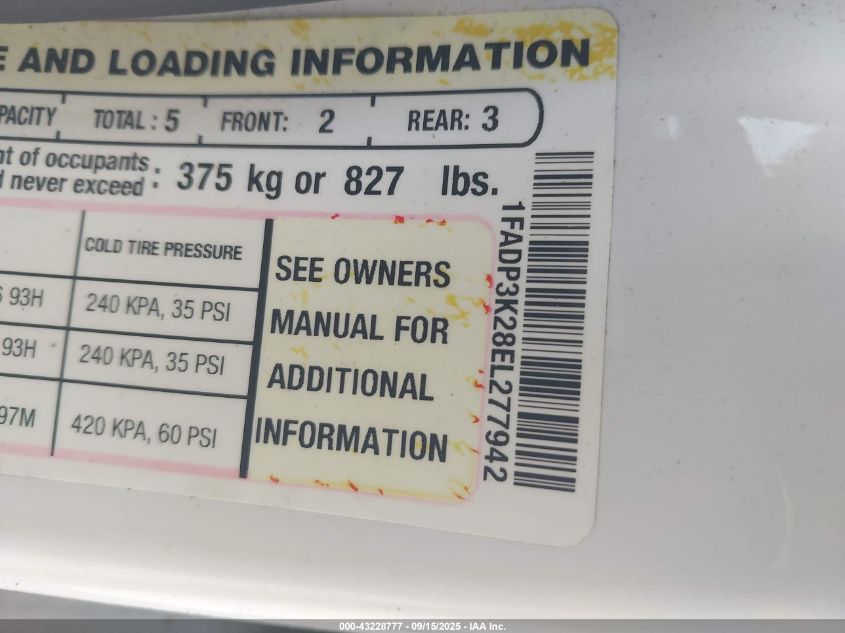 E AND LOADING INFORMATION
PACITY TOTAL : 5 FRONT: 2 REAR: 3
nt of occupants
d never exceed : 375 kg or 827 lbs.
COLD TIRE PRESSURE
93H 240 KPA, 35 PSI
93H 240 KPA, 35 PSI
97M 420 KPA, 60 PSI
SEE OWNERS
MANUAL FOR
ADDITIONAL
INFORMATION
1FADP3K28EL277942
000-43228777 - 09/15/2025 - IAA Inc.